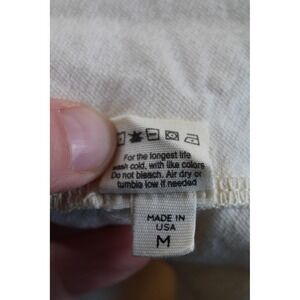 For the longest life
wash cold, with like colors
Do not bleach. Air dry or
tumble low if needed
MADE IN
USA
M